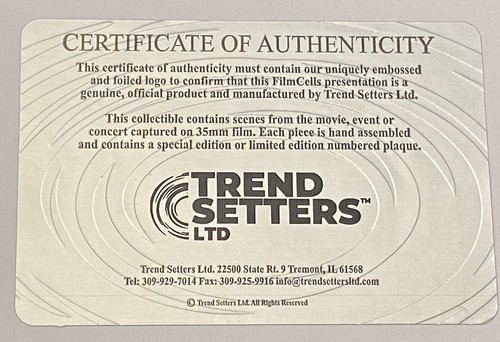 CERTIFICATE OF AUTHENTICITY
This certificate of authenticity must contain our uniquely embossed
and foiled logo to confirm that this FilmCells presentation is a
genuine, official product and manufactured by Trend Setters Ltd.
This collectible contains scenes from the movie, event or
concert captured on 35mm film. Each piece is hand assembled
and contains a special edition or limited edition numbered plaque.
TREND
SETTERS™
LTD
Trend Setters Ltd. 22500 State Rt. 9 Tremont, IL 61568
Tel: 309-929-7014 Fax: 309-925-9916 info@trendsettersltd.com
© Trend Setters Ltd. All Rights Reserved